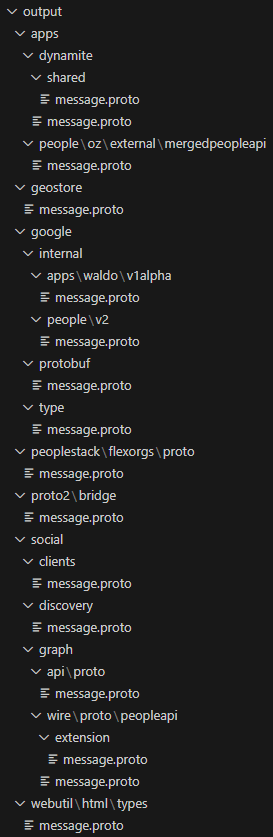 output
apps
dynamite
shared
message.proto
message.proto
people\oz\external\mergedpeopleapi
message.proto
geostore
message.proto
google
internal
apps\waldo\v1alpha
message.proto
people\v2
message.proto
protobuf
message.proto
type
message.proto
peoplestack\flexorgs\proto
message.proto
proto2\bridge
message.proto
social
clients
message.proto
discovery
message.proto
graph
api\proto
message.proto
wire\proto\peopleapi
extension
message.proto
message.proto
webutil\html\types
message.proto